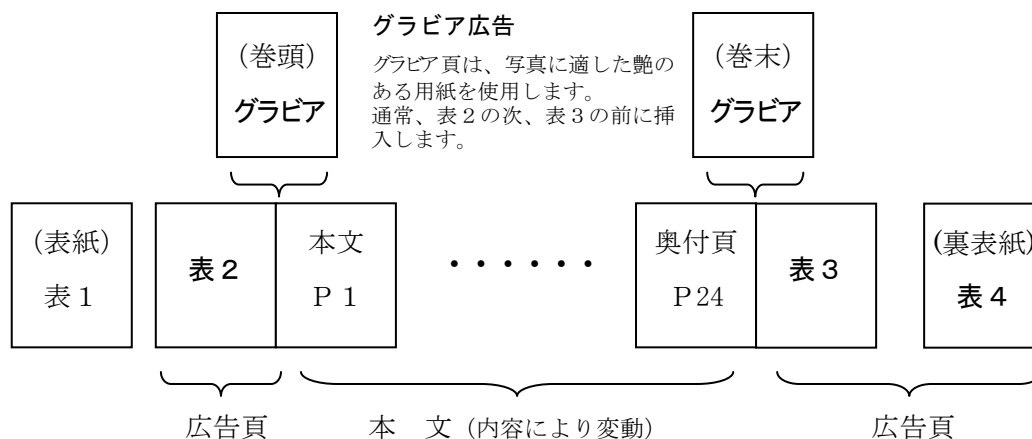 (巻頭)
グラビア
グラビア広告
グラビア頁は、写真に適した艶の
ある用紙を使用します。
通常、表２の次、表３の前に挿
入します。
(巻末)
グラビア
(表紙)
表１
表２
本文
Ｐ１
・・・・・・
奥付頁
Ｐ24
表３
(裏表紙)
表４
広告頁
本　文（内容により変動）
広告頁